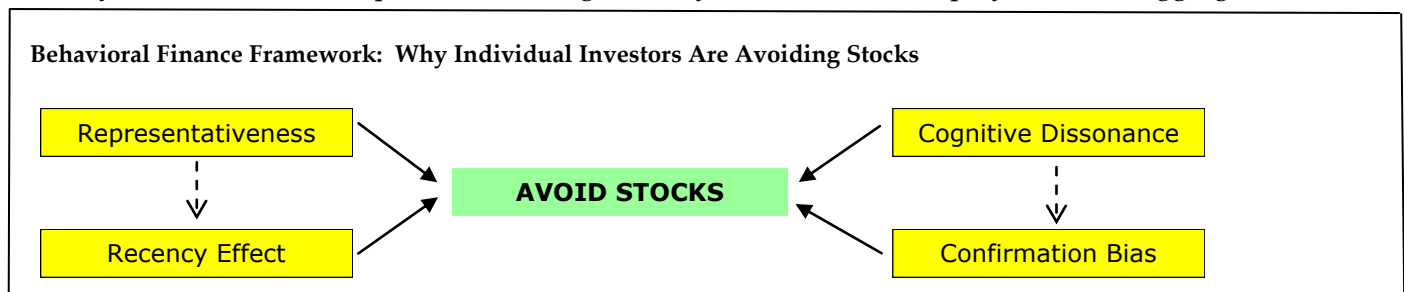 Behavioral Finance Framework: Why Individual Investors Are Avoiding Stocks
Representativeness
Cognitive Dissonance
AVOID STOCKS
Recency Effect
Confirmation Bias